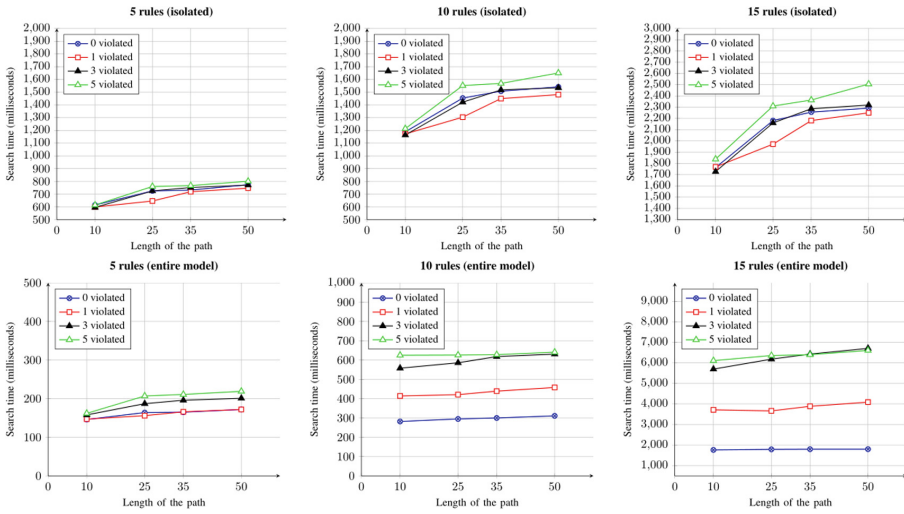 5 rules (isolated)
Search time (milliseconds)
2,000
1,900
1,800
1,700
1,600
1,500
1,400
1,300
1,200
1,100
1,000
900
800
700
600
500
0 violated
1 violated
3 violated
5 violated
0 10 25 35 50
Length of the path
10 rules (isolated)
Search time (milliseconds)
2,000
1,900
1,800
1,700
1,600
1,500
1,400
1,300
1,200
1,100
1,000
900
800
700
600
500
0 violated
1 violated
3 violated
5 violated
0 10 25 35 50
Length of the path
15 rules (isolated)
Search time (milliseconds)
3,000
2,900
2,800
2,700
2,600
2,500
2,400
2,300
2,200
2,100
2,000
1,900
1,800
1,700
1,600
1,500
1,400
1,300
0 violated
1 violated
3 violated
5 violated
0 10 25 35 50
Length of the path
5 rules (entire model)
Search time (milliseconds)
500
400
300
200
100
0
0 violated
1 violated
3 violated
5 violated
0 10 25 35 50
Length of the path
10 rules (entire model)
Search time (milliseconds)
1,000
900
800
700
600
500
400
300
200
100
0
0 violated
1 violated
3 violated
5 violated
0 10 25 35 50
Length of the path
15 rules (entire model)
Search time (milliseconds)
9,000
8,000
7,000
6,000
5,000
4,000
3,000
2,000
1,000
0 violated
1 violated
3 violated
5 violated
0 10 25 35 50
Length of the path